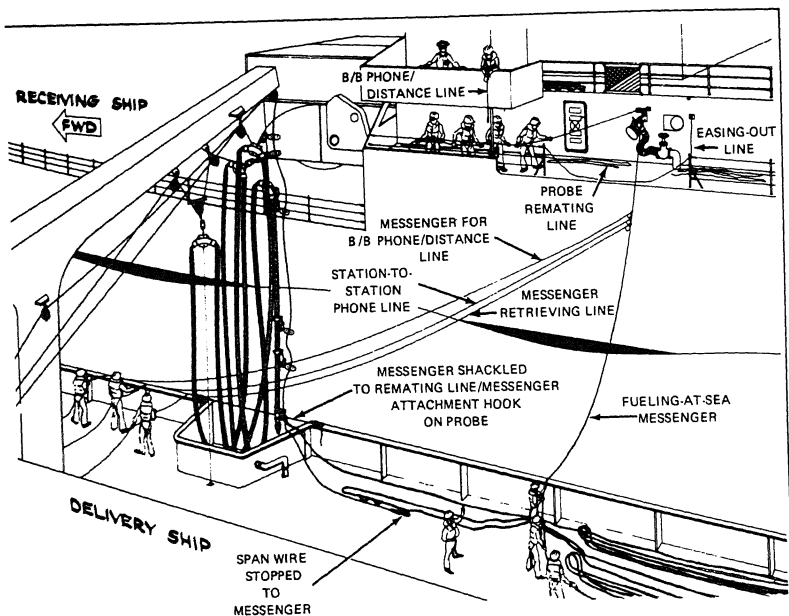 B/B PHONE/
DISTANCE LINE
RECEIVING SHIP
FWD
EASING-OUT
LINE
PROBE
REMATING
LINE
MESSENGER FOR
B/B PHONE/DISTANCE
LINE
STATION-TO-
STATION
PHONE LINE
MESSENGER
RETRIEVING LINE
MESSENGER SHACKLED
TO REMATING LINE/MESSENGER
ATTACHMENT HOOK
ON PROBE
FUELING-AT-SEA
MESSENGER
DELIVERY SHIP
SPAN WIRE
STOPPED
TO
MESSENGER